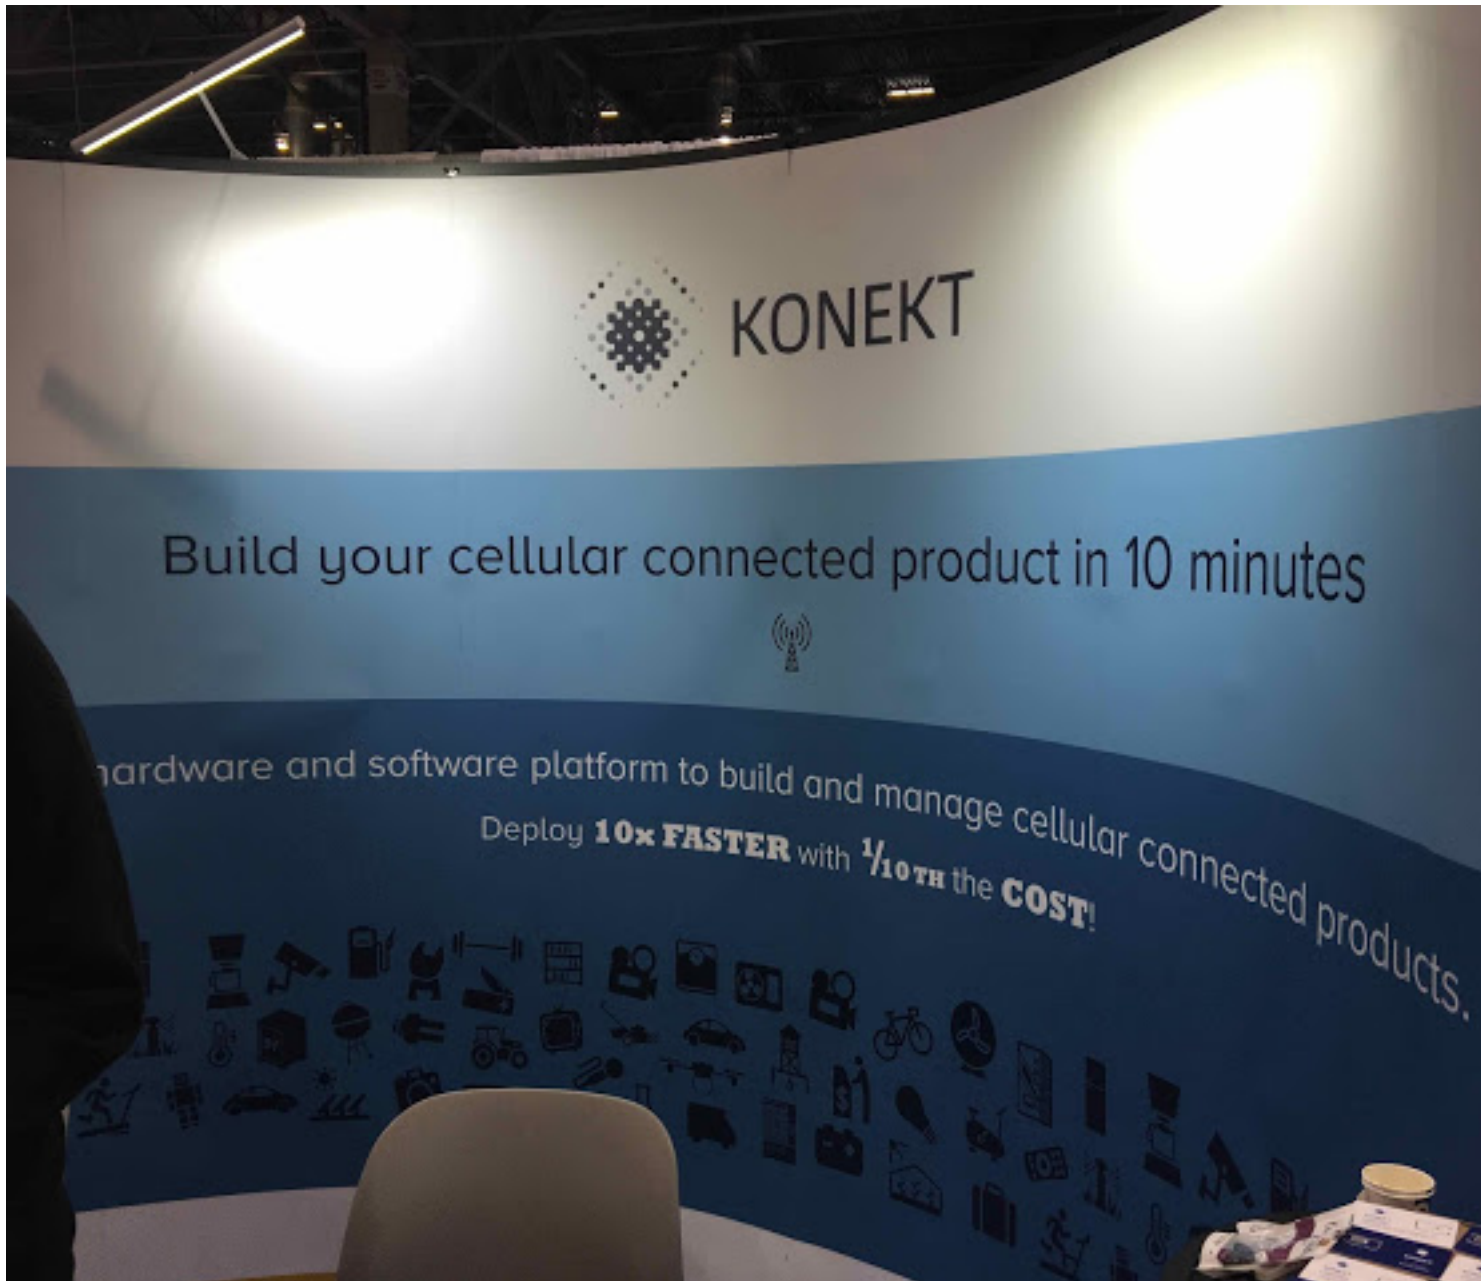 KONEKT
Build your cellular connected product in 10 minutes
hardware and software platform to build and manage cellular connected products.
Deploy 10x FASTER with 1/10TH the COST!